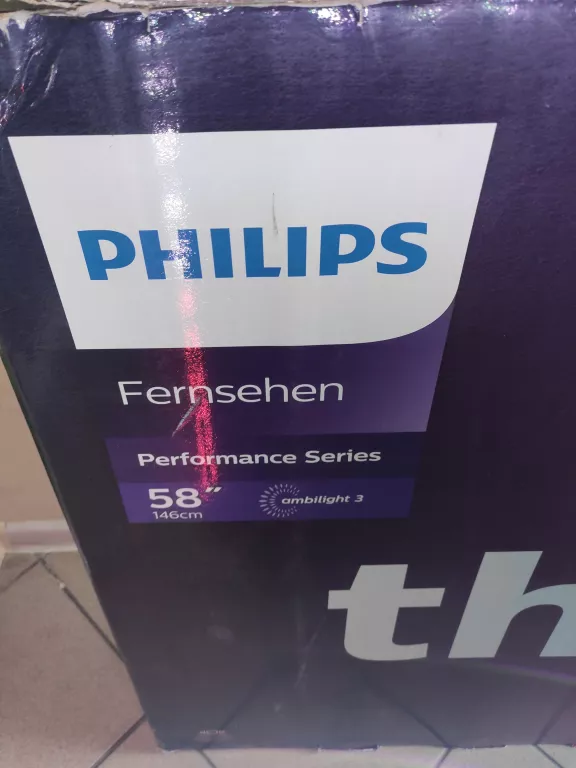 PHILIPS
Fernsehen
Performance Series
58"
146cm
ambilight 3
th